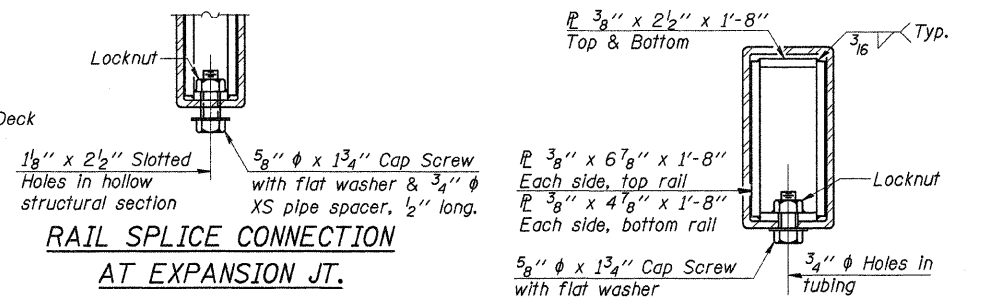 Locknut
Deck
1 1/8" x 2 1/2" Slotted
Holes in hollow
structural section
5/8" φ x 1 3/4" Cap Screw
with flat washer & 3/4" φ
XS pipe spacer, 1/2" long.
RAIL SPLICE CONNECTION
AT EXPANSION JT.
℄ 3/8" x 2 1/2" x 1'-8"
Top & Bottom
3/16
Typ.
℄ 3/8" x 6 7/8" x 1'-8"
Each side, top rail
℄ 3/8" x 4 7/8" x 1'-8"
Each side, bottom rail
Locknut
5/8" φ x 1 3/4" Cap Screw
with flat washer
3/4" φ Holes in
tubing